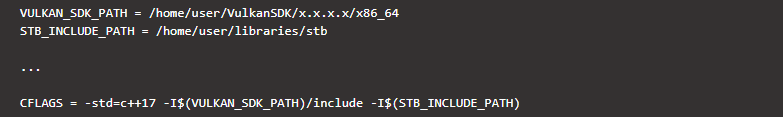 VULKAN_SDK_PATH = /home/user/VulkanSDK/x.x.x.x/x86_64
STB_INCLUDE_PATH = /home/user/libraries/stb
...
CFLAGS = -std=c++17 -I$(VULKAN_SDK_PATH)/include -I$(STB_INCLUDE_PATH)